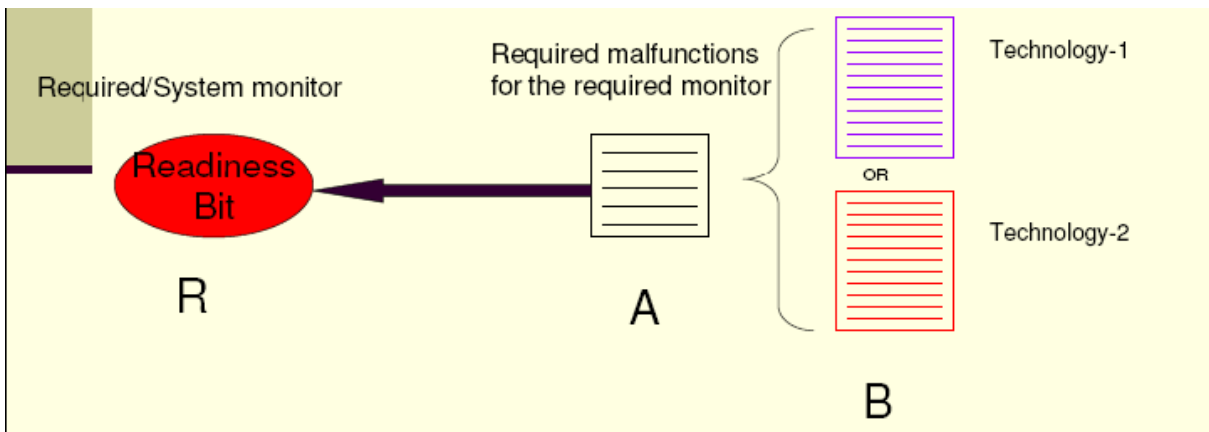 Required/System monitor
Readiness
Bit
R
Required malfunctions
for the required monitor
A
Technology-1
OR
Technology-2
B